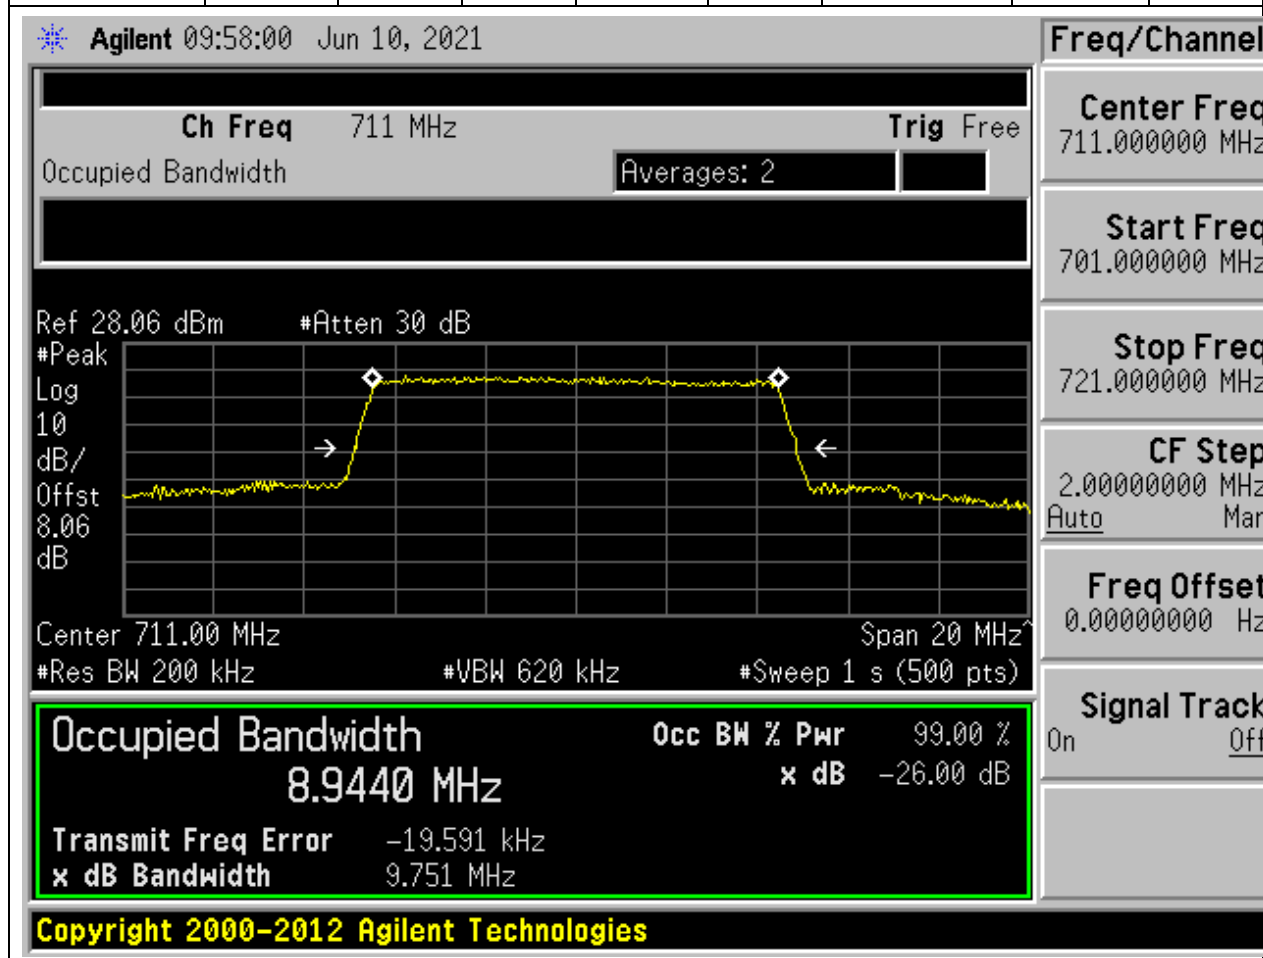 Agilent 09:58:00 Jun 10, 2021
Freq/Channel
Ch Freq 711 MHz Trig Free
Occupied Bandwidth Averages: 2
Center Freq
711.000000 MHz
Start Freq
701.000000 MHz
Stop Freq
721.000000 MHz
CF Step
2.00000000 MHz
Auto Man
Freq Offset
0.00000000 Hz
Signal Track
On Off
Ref 28.06 dBm #Atten 30 dB
#Peak
Log
10
dB/
Offst
8.06
dB
Center 711.00 MHz Span 20 MHz^
#Res BW 200 kHz #VBW 620 kHz #Sweep 1 s (500 pts)
Occupied Bandwidth Occ BW % Pwr 99.00 %
8.9440 MHz x dB -26.00 dB
Transmit Freq Error -19.591 kHz
x dB Bandwidth 9.751 MHz
Copyright 2000-2012 Agilent Technologies